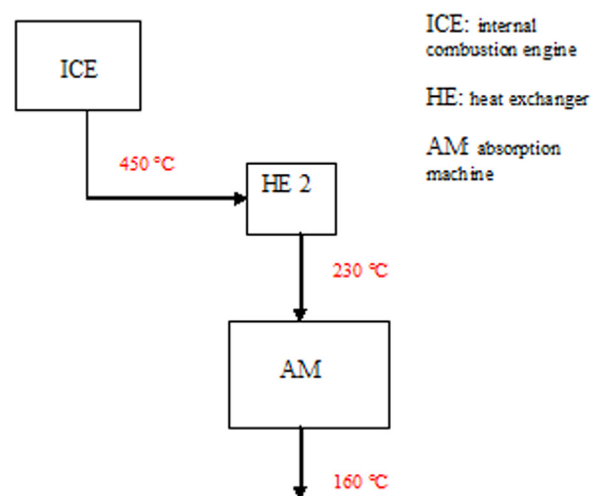 ICE
ICE: internal
combustion engine
HE: heat exchanger
AM: absorption
machine
450 °C
HE 2
230 °C
AM
160 °C